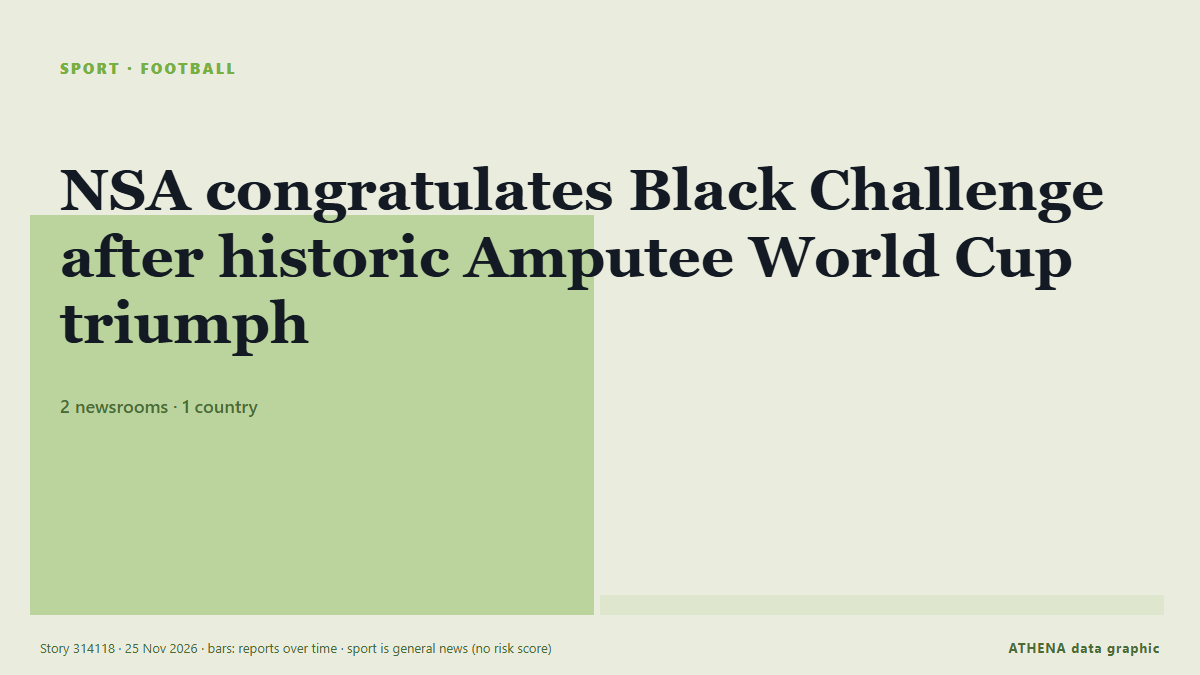 SPORT · FOOTBALL
NSA congratulates Black Challenge
after historic Amputee World Cup
triumph
2 newsrooms · 1 country
Story 314118 · 25 Nov 2026 · bars: reports over time · sport is general news (no risk score)
ATHENA data graphic